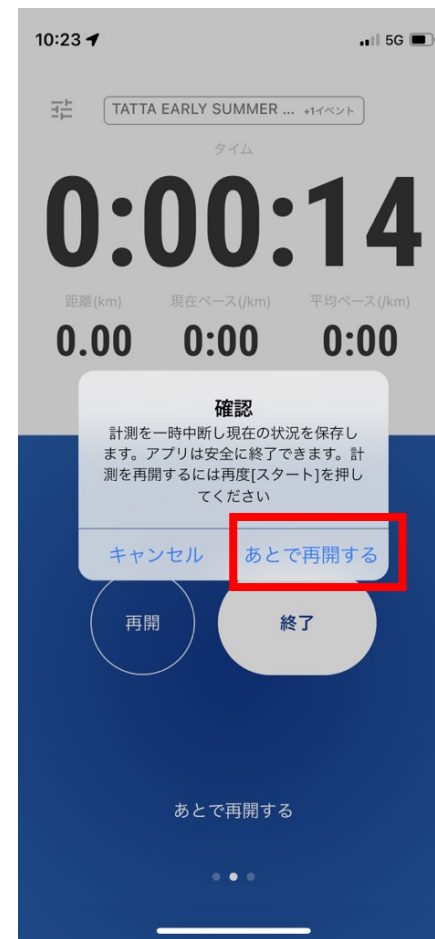 10:23
5G
TATTA EARLY SUMMER ... +1イベント
タイム
0:00:14
距離(km) 現在ペース(/km) 平均ペース(/km)
0.00 0:00 0:00
確認
計測を一時中断し現在の状況を保存し
ます。アプリは安全に終了できます。計
測を再開するには再度[スタート]を押し
てください
キャンセル あとで再開する
再開 終了
あとで再開する